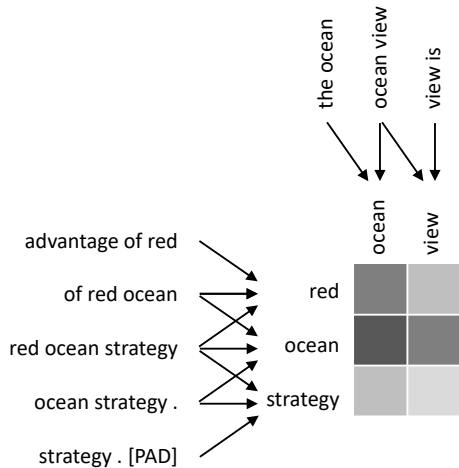 the ocean
ocean view
view is
ocean
view
advantage of red
of red ocean
red ocean strategy
ocean strategy .
strategy . [PAD]
red
ocean
strategy